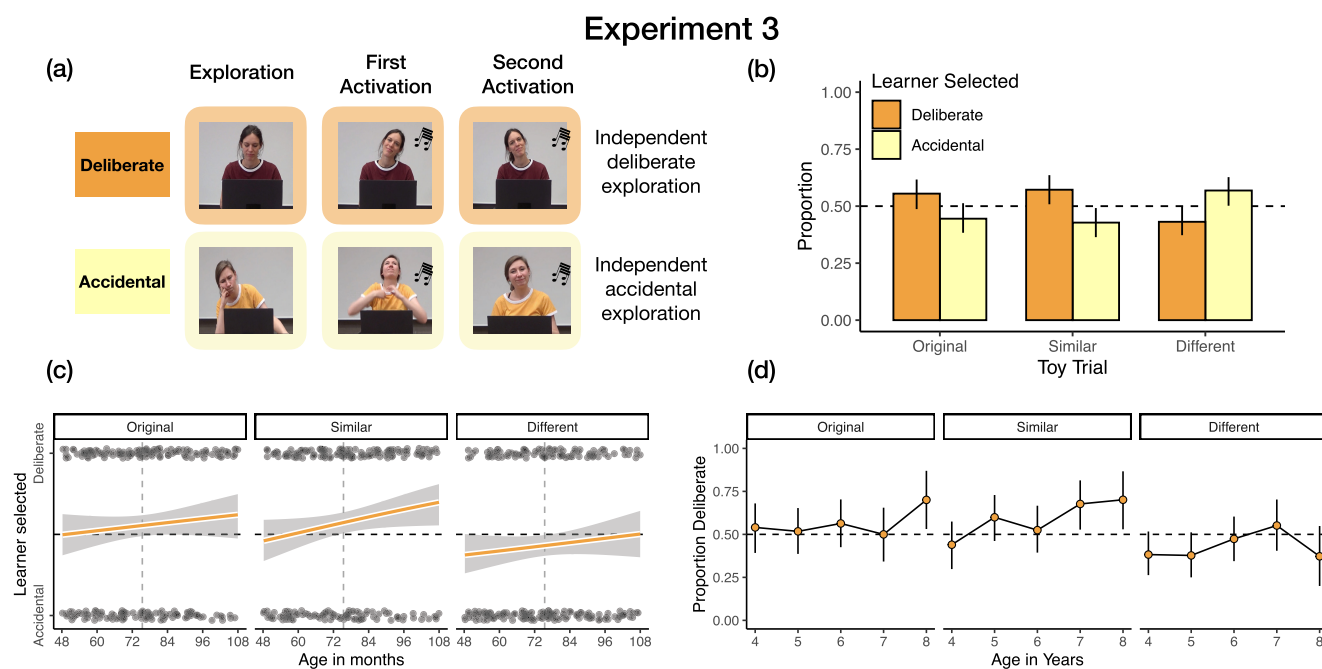 Experiment 3
(a)
Exploration
First
Activation
Second
Activation
Deliberate
Independent
deliberate
exploration
Accidental
Independent
accidental
exploration
(b)
Learner Selected
Deliberate
Accidental
Proportion
1.00
0.75
0.50
0.25
0.00
Original
Similar
Different
Toy Trial
(c)
Original
Similar
Different
Learner selected
Deliberate
Accidental
48 60 72 84 96 108 48 60 72 84 96 108 48 60 72 84 96 108
Age in months
(d)
Original
Similar
Different
Proportion Deliberate
1.00
0.75
0.50
0.25
0.00
4 5 6 7 8 4 5 6 7 8 4 5 6 7 8
Age in Years